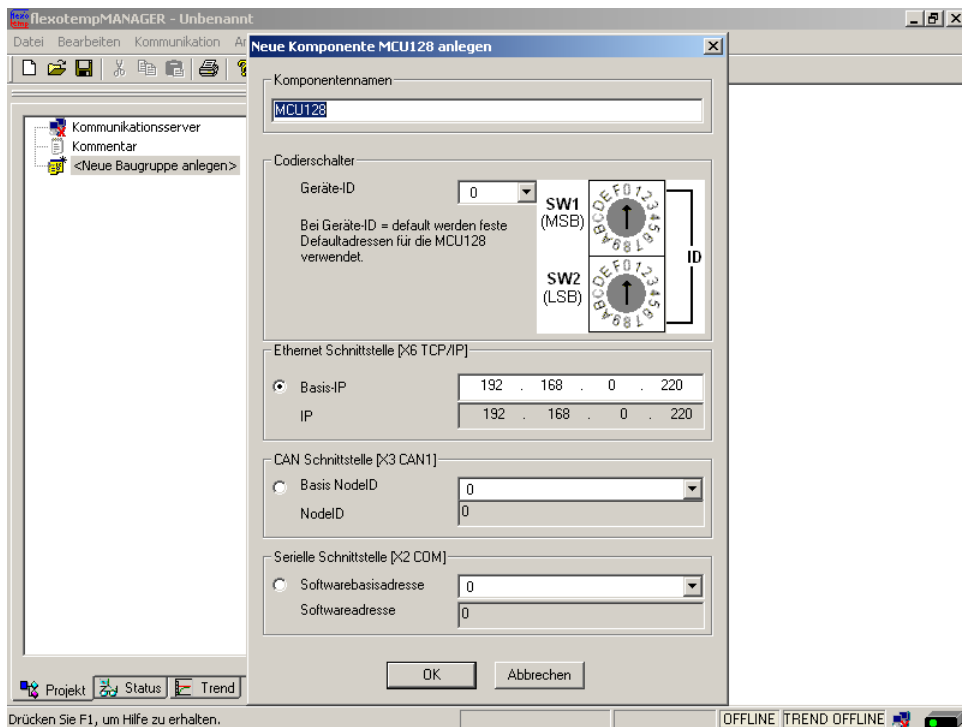 flexotempMANAGER - Unbenannt
Datei Bearbeiten Kommunikation
Neue Komponente MCU128 anlegen
Kommunikationsserver
Kommentar
<Neue Baugruppe anlegen>
Komponentennamen
MCU128
Codierschalter
Geräte-ID
0
Bei Geräte-ID = default werden feste
Defaultadressen für die MCU128
verwendet.
SW1
(MSB)
SW2
(LSB)
ID
Ethernet Schnittstelle [X6 TCP/IP]
Basis-IP
192 . 168 . 0 . 220
IP
192 . 168 . 0 . 220
CAN Schnittstelle [X3 CAN1]
Basis NodeID
0
NodeID
0
Serielle Schnittstelle [X2 COM]
Softwarebasisadresse
0
Softwareadresse
0
OK
Abbrechen
Projekt
Status
Trend
Drücken Sie F1, um Hilfe zu erhalten.
OFFLINE
TREND OFFLINE